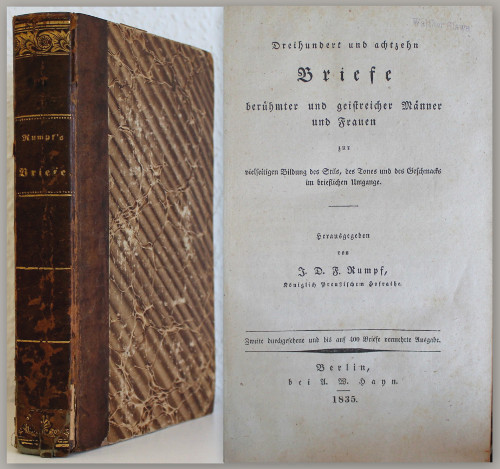 Rumpf's
Briefe
Dreihundert und achtzehn
Briefe
berühmter und geistreicher Männer
und Frauen
zur
vielseitigen Bildung des Stils, des Tones und des Geschmacks
im brieflichen Umgange.
Herausgegeben
von
J. D. F. Rumpf,
Königlich Preußischem Hofrathe.
Zweite durchgesehene und bis auf 400 Briefe vermehrte Ausgabe.
Berlin,
bei A. W. Hayn.
1835.